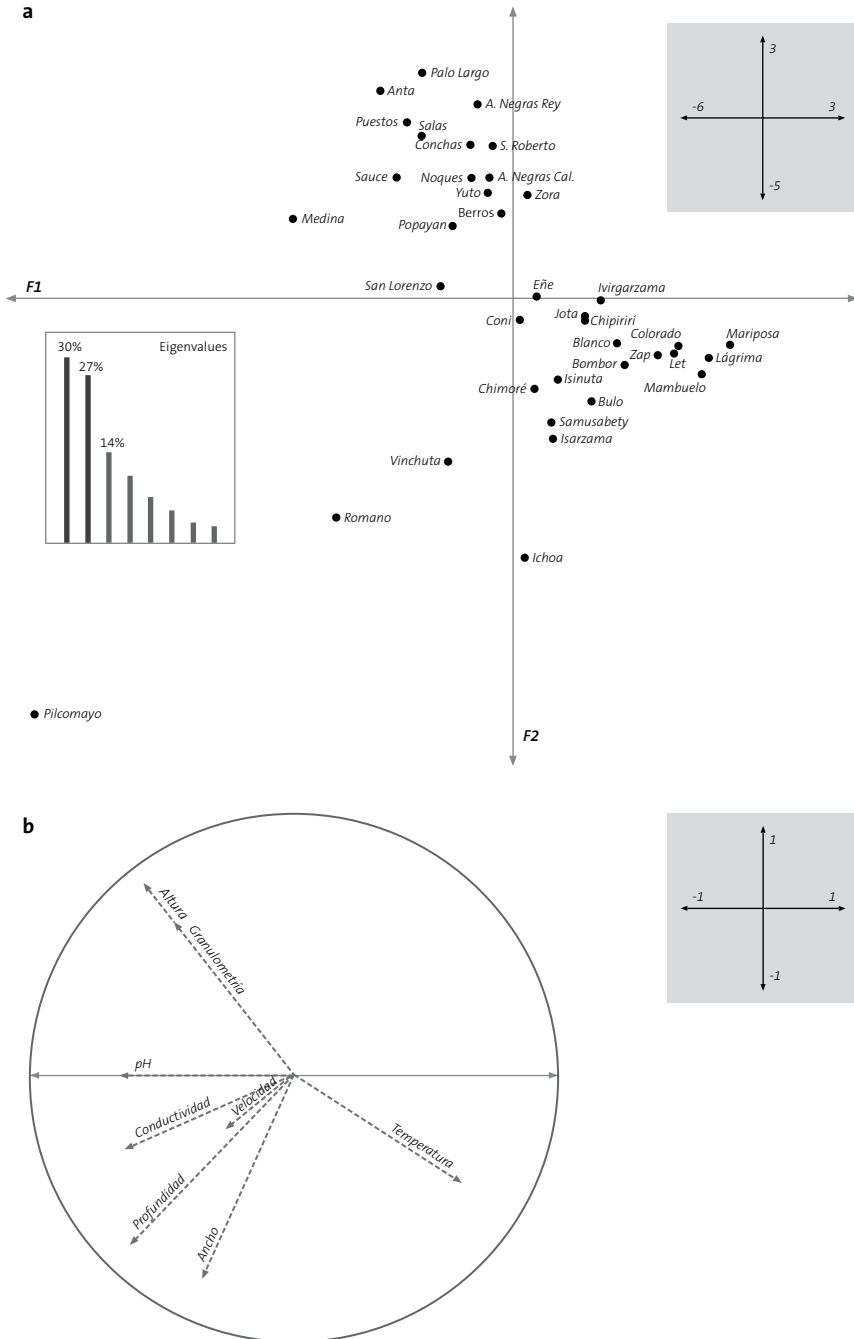 a
3
-6 3
-5
Palo Largo
Anta
A. Negras Rey
Puestos
Salas
Conchas
S. Roberto
Sauce
Noques
A. Negras Cal.
Yuto
Zora
Berros
Medina
Popayan
San Lorenzo
Eñe
F1
Ivirgarzama
Coni
Jota
Chipirirí
Blanco
Colorado
Mariposa
Bombor
Zap
Let
Lágrima
Isinuta
Mambuelo
Chimoré
Bulo
Samusabety
Isarzama
Vinchuta
Romano
Ichoa
Pilcomayo
F2
Eigenvalues
30%
27%
14%
b
1
-1 1
-1
Altura
Granulometría
pH
Velocidad
Conductividad
Temperatura
Profundidad
Ancho